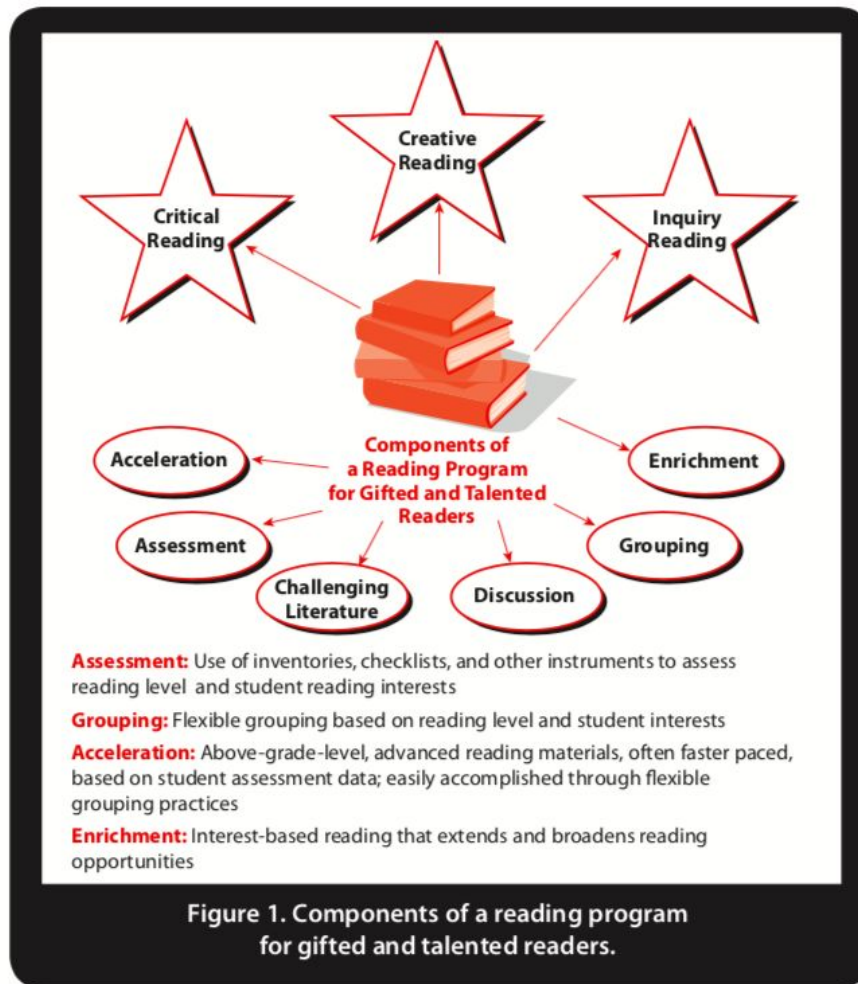 Creative
Reading
Critical
Reading
Inquiry
Reading
Components of
a Reading Program
for Gifted and Talented
Readers
Acceleration
Enrichment
Assessment
Grouping
Challenging
Literature
Discussion
Assessment: Use of inventories, checklists, and other instruments to assess
reading level and student reading interests
Grouping: Flexible grouping based on reading level and student interests
Acceleration: Above-grade-level, advanced reading materials, often faster paced,
based on student assessment data; easily accomplished through flexible
grouping practices
Enrichment: Interest-based reading that extends and broadens reading
opportunities
Figure 1. Components of a reading program
for gifted and talented readers.